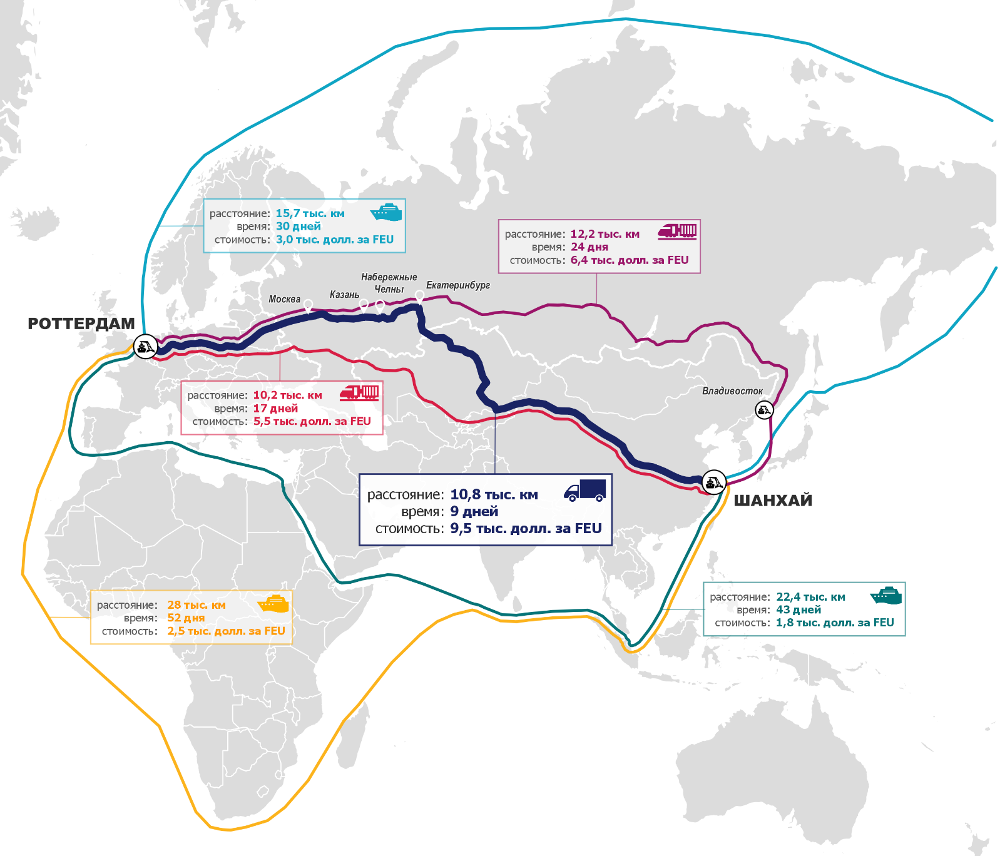 расстояние: 15,7 тыс. км
время: 30 дней
стоимость: 3,0 тыс. долл. за FEU
расстояние: 12,2 тыс. км
время: 24 дня
стоимость: 6,4 тыс. долл. за FEU
Москва
Казань
Набережные
Челны
Екатеринбург
РОТТЕРДАМ
расстояние: 10,2 тыс. км
время: 17 дней
стоимость: 5,5 тыс. долл. за FEU
Владивосток
расстояние: 10,8 тыс. км
время: 9 дней
стоимость: 9,5 тыс. долл. за FEU
ШАНХАЙ
расстояние: 28 тыс. км
время: 52 дня
стоимость: 2,5 тыс. долл. за FEU
расстояние: 22,4 тыс. км
время: 43 дней
стоимость: 1,8 тыс. долл. за FEU